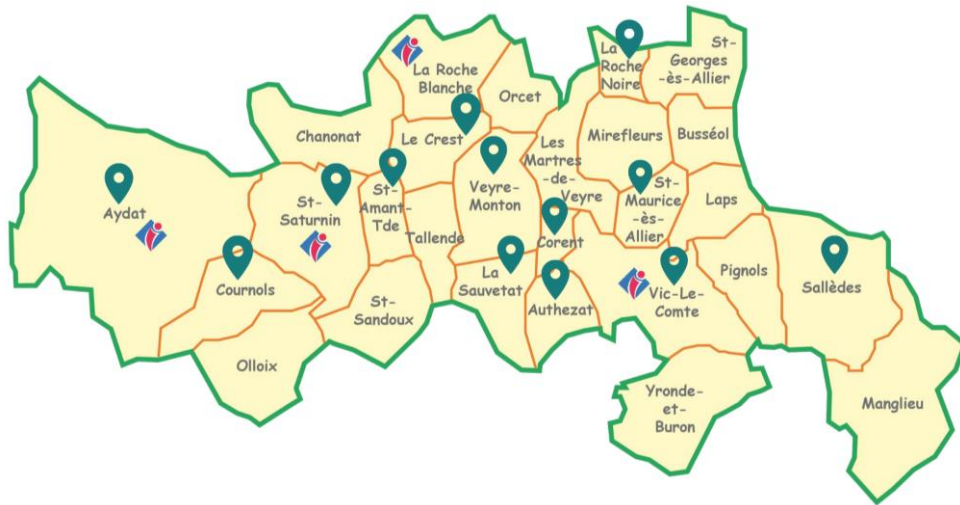 La Roche
Blanche
Orcet
La
Roche
Noire
St-
Georges
-ès-Allier
Chanonat
Le Crest
Les
Martres
-de-
Veyre
Mirefleurs
Busséol
Aydat
St-
Saturnin
St-
Amant-
Tde
Tallende
Veyre-
Monton
Corent
St-
Maurice
-ès-
Allier
Laps
Cournols
St-
Sandoux
La
Sauvetat
Authezat
Vic-Le-
Comte
Pignols
Sallèdes
Olloix
Yronde-
et-
Buron
Manglieu